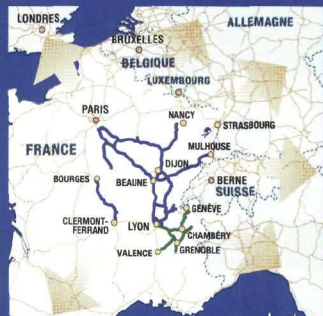 LONDRES
ALLEMAGNE
BRUXELLES
BELGIQUE
LUXEMBOURG
PARIS
NANCY
STRASBOURG
MULHOUSE
FRANCE
DIJON
BOURGES
BEAUNE
BERNE
SUISSE
GENÈVE
CLERMONT-
FERRAND
LYON
CHAMBÉRY
VALENCE
GRENOBLE